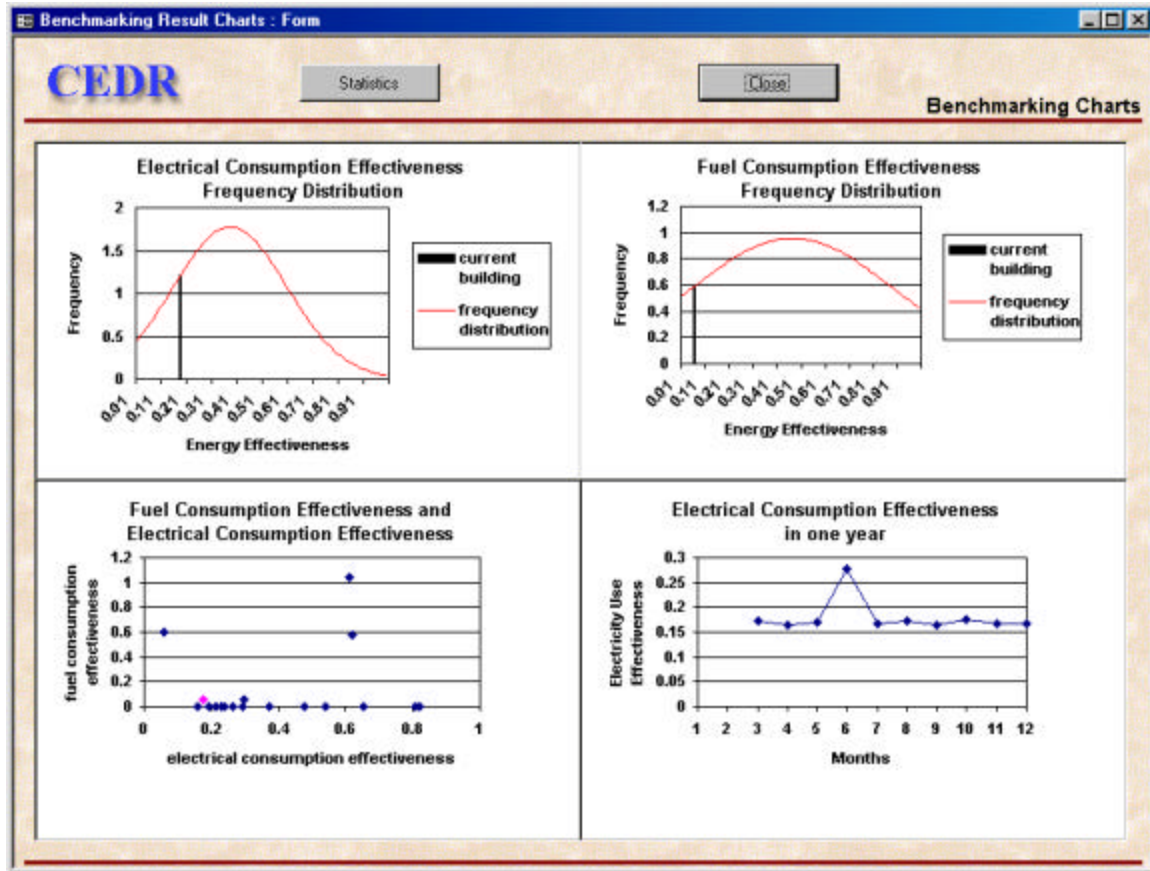 Benchmarking Result Charts : Form
CEDR
Statistics
Close
Benchmarking Charts
Electrical Consumption Effectiveness
Frequency Distribution
2
1.5
1
0.5
0
Frequency
0.01 0.11 0.21 0.31 0.41 0.51 0.61 0.71 0.81 0.91
Energy Effectiveness
current
building
frequency
distribution
Fuel Consumption Effectiveness
Frequency Distribution
1.2
1
0.8
0.6
0.4
0.2
0
Frequency
0.01 0.11 0.21 0.31 0.41 0.51 0.61 0.71 0.81 0.91
Energy Effectiveness
current
building
frequency
distribution
Fuel Consumption Effectiveness and
Electrical Consumption Effectiveness
1.2
1
0.8
0.6
0.4
0.2
0
fuel consumption
effectiveness
0 0.2 0.4 0.6 0.8 1
electrical consumption effectiveness
Electrical Consumption Effectiveness
in one year
0.3
0.25
0.2
0.15
0.1
0.05
0
Electricity Use
Effectiveness
1 2 3 4 5 6 7 8 9 10 11 12
Months